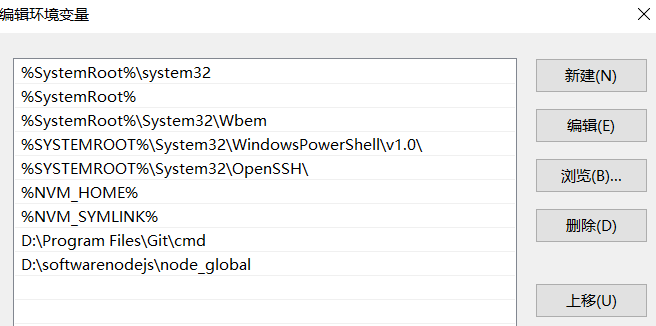 编辑环境变量
%SystemRoot%\system32
%SystemRoot%
%SystemRoot%\System32\Wbem
%SYSTEMROOT%\System32\WindowsPowerShell\v1.0\
%SYSTEMROOT%\System32\OpenSSH\
%NVM_HOME%
%NVM_SYMLINK%
D:\Program Files\Git\cmd
D:\softwarenodejs\node_global
新建(N)
编辑(E)
浏览(B)...
删除(D)
上移(U)